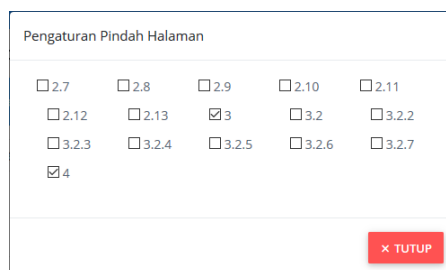 Pengaturan Pindah Halaman
2.7 2.8 2.9 2.10 2.11
2.12 2.13 3 3.2 3.2.2
3.2.3 3.2.4 3.2.5 3.2.6 3.2.7
4
× TUTUP